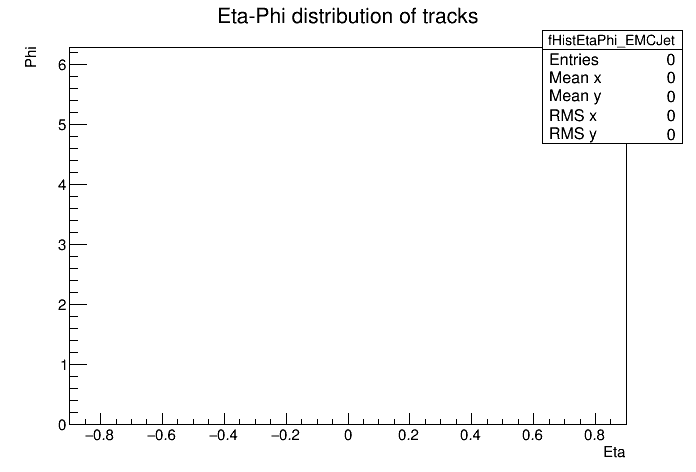 Eta-Phi distribution of tracks
fHistEtaPhi_EMCJet
Entries 0
Mean x 0
Mean y 0
RMS x 0
RMS y 0
Phi
6
5
4
3
2
1
0
−0.8 −0.6 −0.4 −0.2 0 0.2 0.4 0.6 0.8
Eta